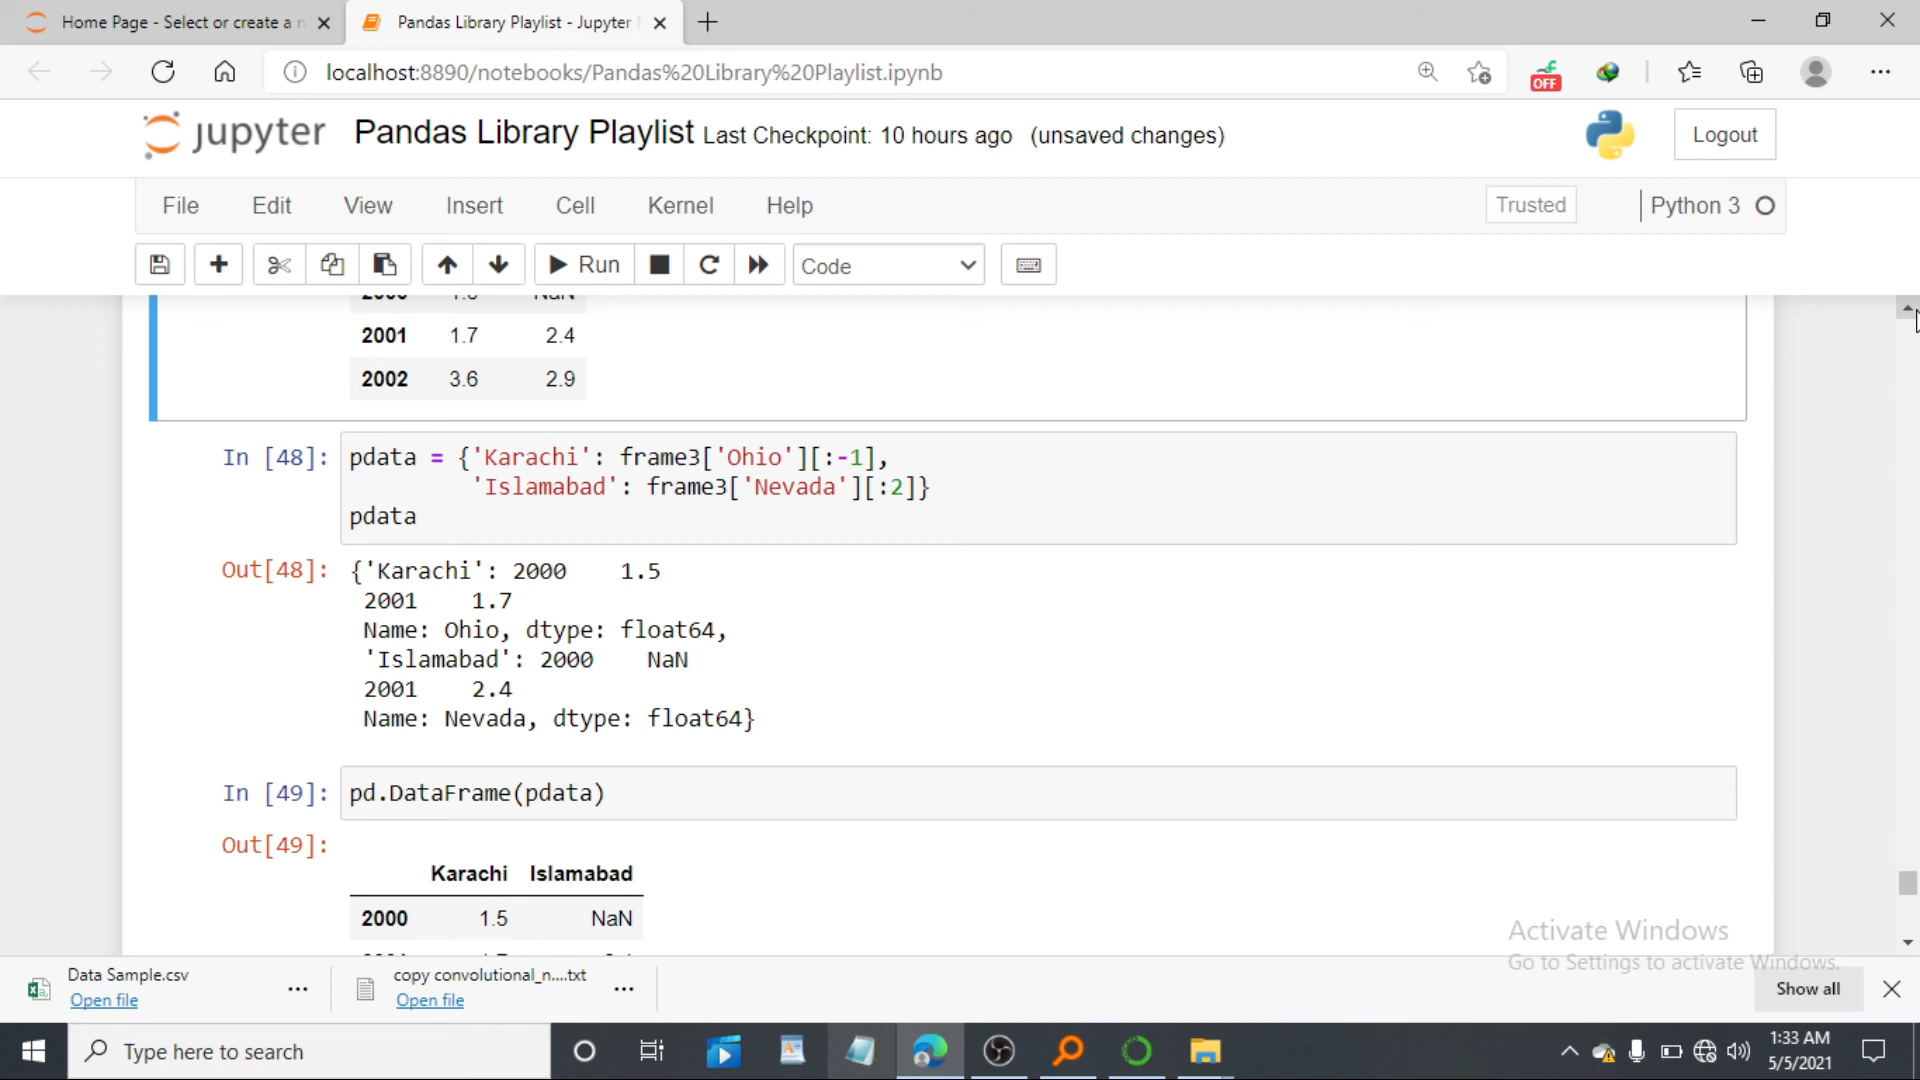 Home Page - Select or create a n
Pandas Library Playlist - Jupyter
localhost:8890/notebooks/Pandas%20Library%20Playlist.ipynb
OFF
jupyter Pandas Library Playlist Last Checkpoint: 10 hours ago (unsaved changes)
Logout
File Edit View Insert Cell Kernel Help Trusted Python 3
Run Code
2000 1.5 NaN
2001 1.7 2.4
2002 3.6 2.9
In [48]: pdata = {'Karachi': frame3['Ohio'][:-1],
'Islamabad': frame3['Nevada'][:2]}
pdata
Out[48]: {'Karachi': 2000 1.5
2001 1.7
Name: Ohio, dtype: float64,
'Islamabad': 2000 NaN
2001 2.4
Name: Nevada, dtype: float64}
In [49]: pd.DataFrame(pdata)
Out[49]:
Karachi Islamabad
2000 1.5 NaN
Activate Windows
Go to Settings to activate Windows.
Data Sample.csv
Open file
copy convolutional_n....txt
Open file
Show all
Type here to search
1:33 AM
5/5/2021